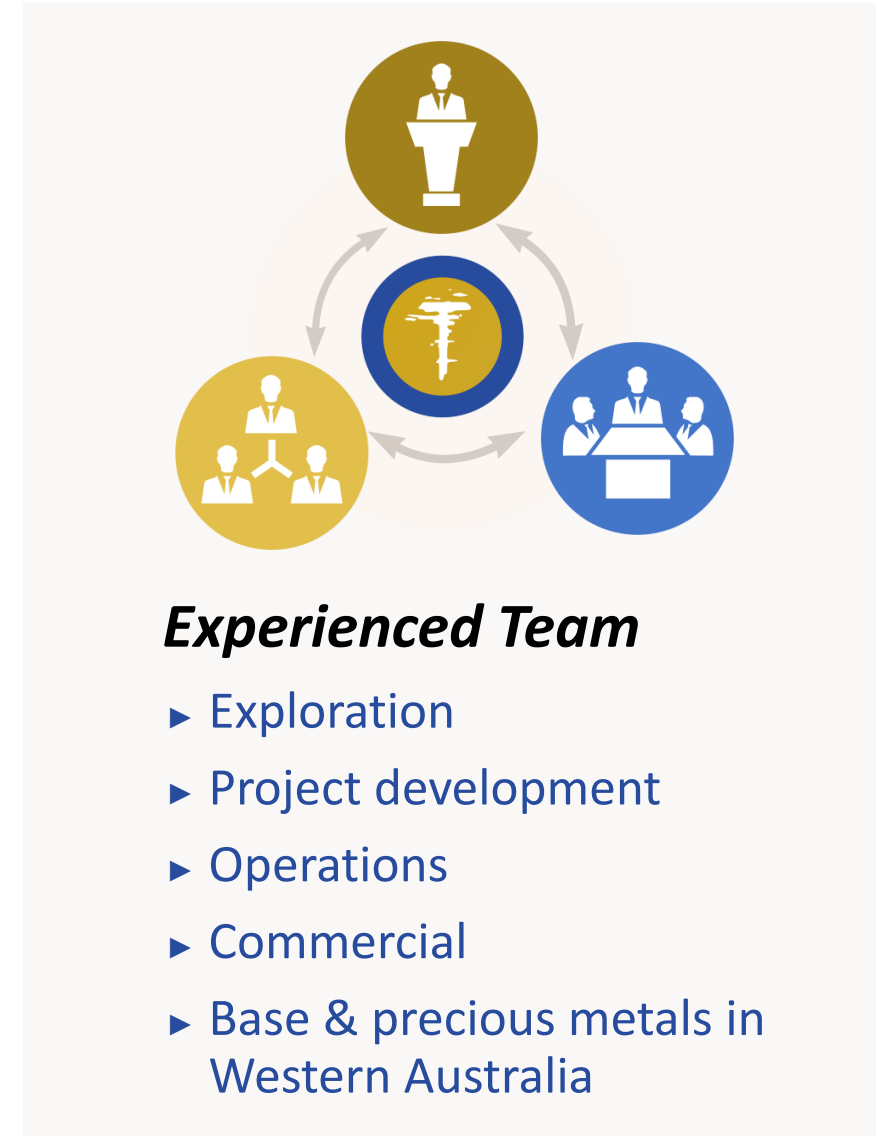 Experienced Team
► Exploration
► Project development
► Operations
► Commercial
► Base & precious metals in
Western Australia